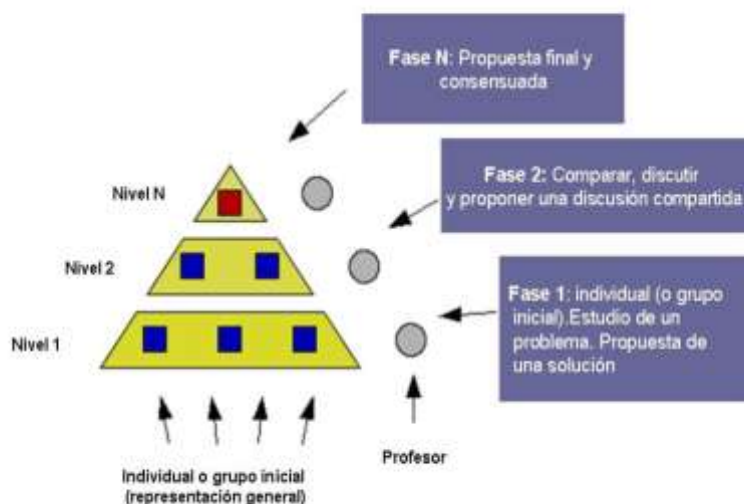 Fase N: Propuesta final y
consensuada
Fase 2: Comparar, discutir
y proponer una discusión compartida
Nivel N
Nivel 2
Fase 1: individual (o grupo
inicial).Estudio de un
problema. Propuesta de
una solución
Nivel 1
Profesor
Individual o grupo inicial
(representación general)